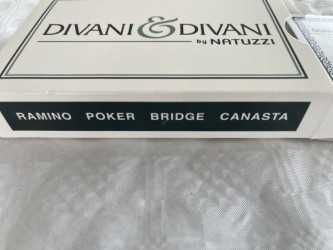 DIVANI & DIVANI
by NATUZZI
RAMINO POKER BRIDGE CANASTA